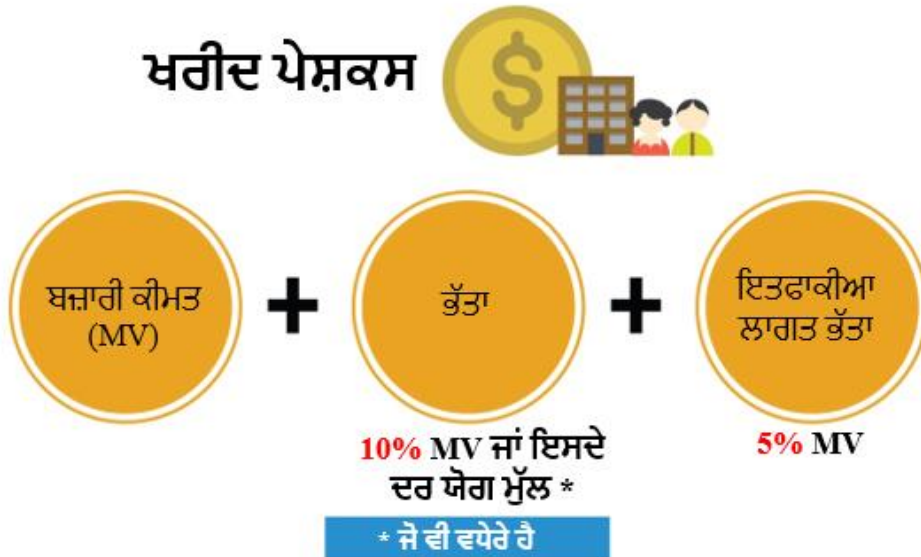 ਖਰੀਦ ਪੇਸ਼ਕਸ
$
ਬਜ਼ਾਰੀ ਕੀਮਤ
(MV)
+
ਭੱਤਾ
+
ਇਤਫਾਕੀਆ
ਲਾਗਤ ਭੱਤਾ
10% MV ਜਾਂ ਇਸਦੇ
ਦਰ ਯੋਗ ਮੁੱਲ *
5% MV
* ਜੋ ਵੀ ਵਧੇਰੇ ਹੈ